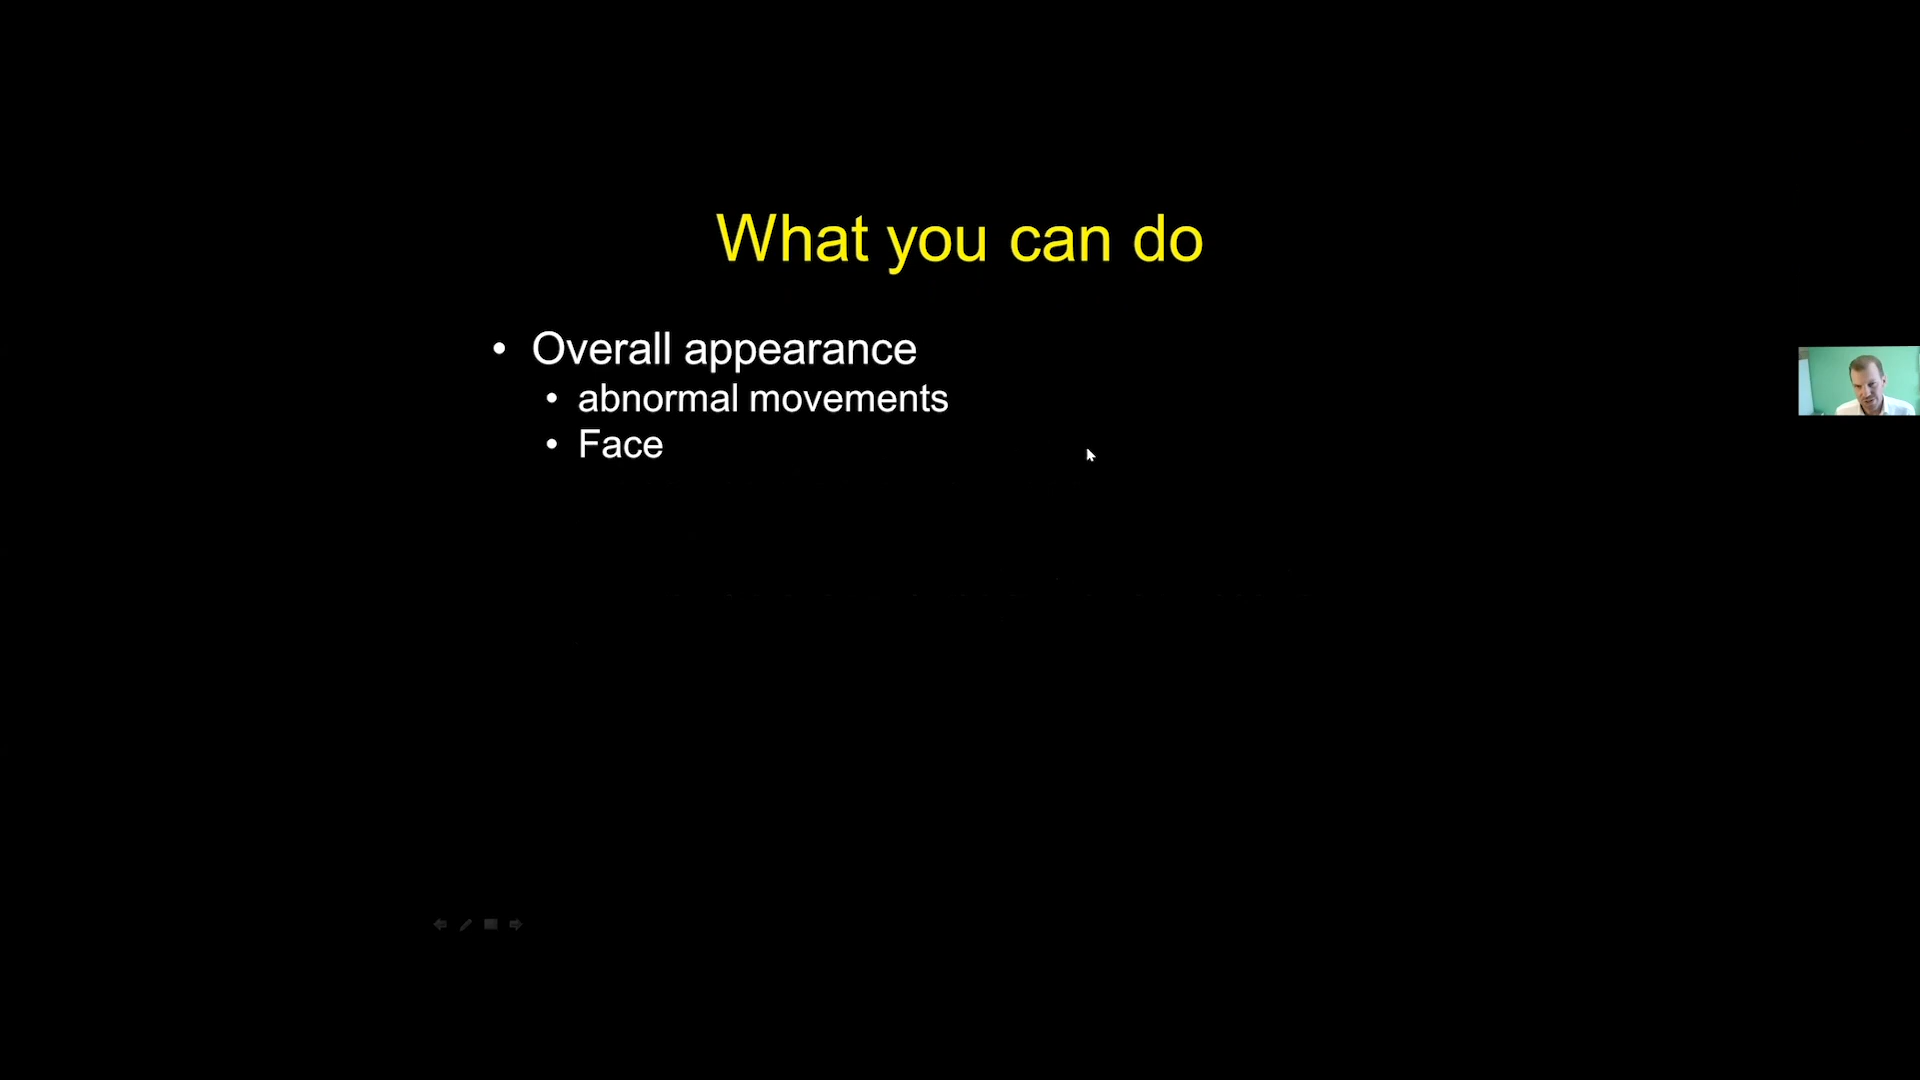 What you can do
• Overall appearance
• abnormal movements
• Face